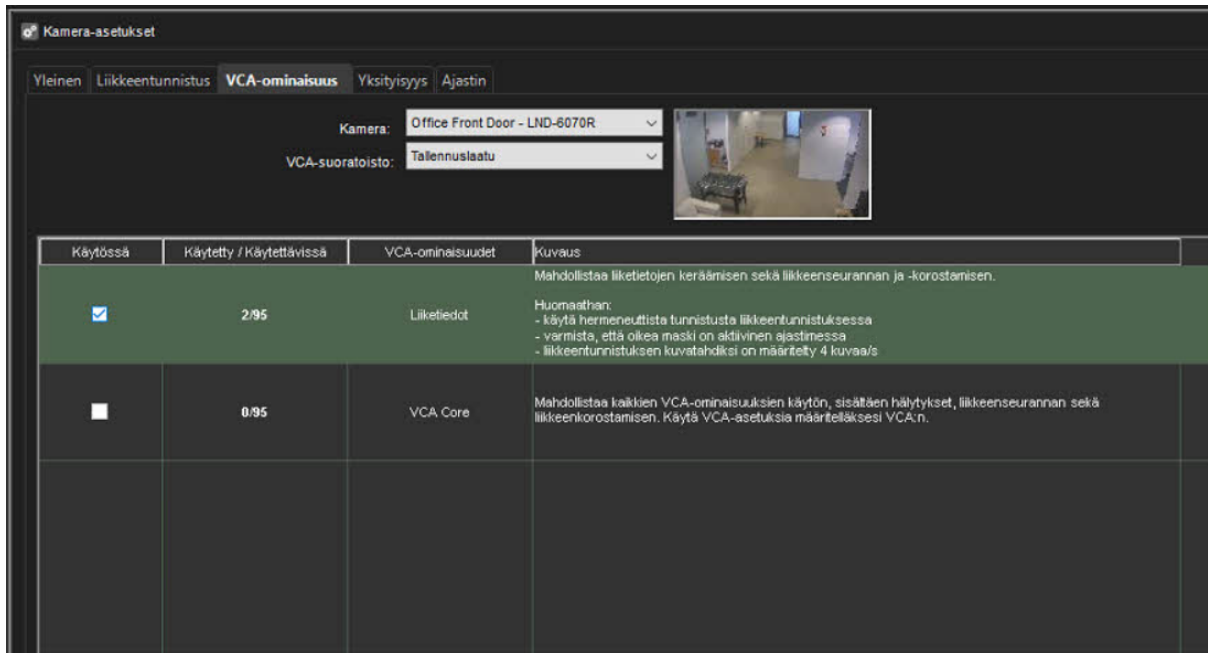 Kamera-asetukset
Yleinen Liikkeentunnistus VCA-ominaisuus Yksityisyys Ajastin
Kamera: Office Front Door - LND-6070R
VCA-suoratoisto: Tallennuslaatu
Käytössä Käytetty / Käytettävissä VCA-ominaisuudet Kuvaus
Mahdollistaa liiketietojen keräämisen sekä liikkeenseurannan ja -korostamisen.
Huomaathan:
2/95 Liiketiedot - käytä hermeneuttista tunnistusta liikkeentunnistuksessa
- varmista, että oikea maski on aktiivinen ajastimessa
- liikkeentunnistuksen kuvatahdiksi on määritelty 4 kuvaa/s
0/95 VCA Core Mahdollistaa kaikkien VCA-ominaisuuksien käytön, sisältäen hälytykset, liikkeenseurannan sekä
liikkeenkorostamisen. Käytä VCA-asetuksia määritelläksesi VCA:n.